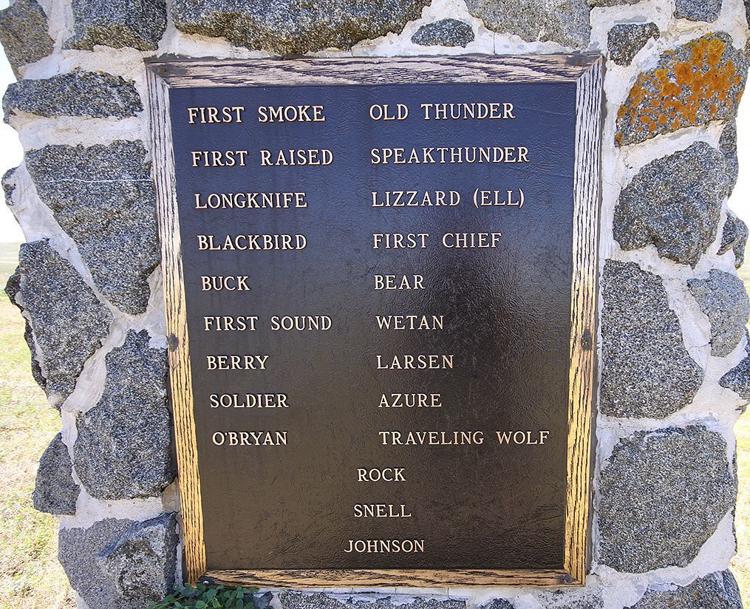 FIRST SMOKE OLD THUNDER
FIRST RAISED SPEAKTHUNDER
LONGKNIFE LIZZARD (ELL)
BLACKBIRD FIRST CHIEF
BUCK BEAR
FIRST SOUND WETAN
BERRY LARSEN
SOLDIER AZURE
O'BRYAN TRAVELING WOLF
ROCK
SNELL
JOHNSON